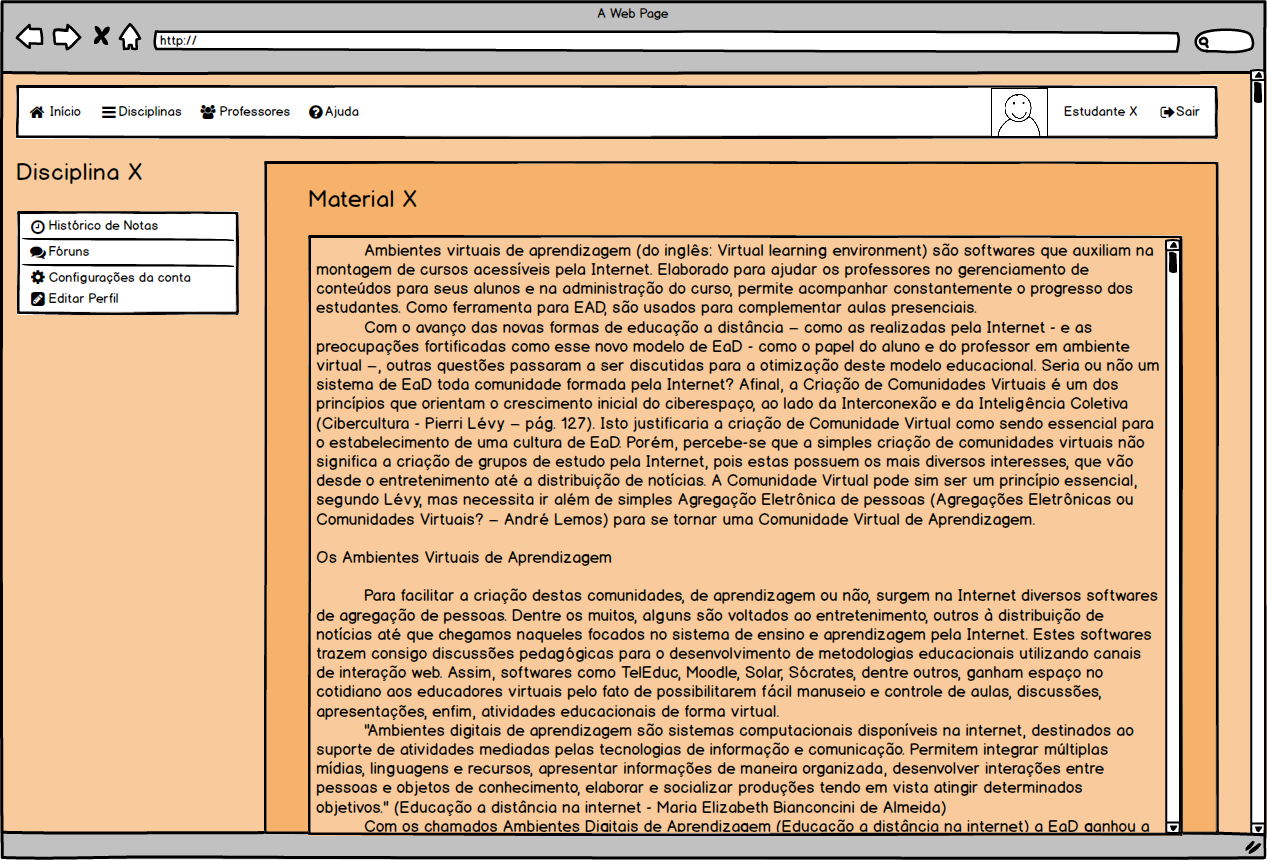 A Web Page
http://
Início Disciplinas Professores Ajuda Estudante X Sair
Disciplina X
Histórico de Notas
Fóruns
Configurações da conta
Editar Perfil
Material X
Ambientes virtuais de aprendizagem (do inglês: Virtual learning environment) são softwares que auxiliam na
montagem de cursos acessíveis pela Internet. Elaborado para ajudar os professores no gerenciamento de
conteúdos para seus alunos e na administração do curso, permite acompanhar constantemente o progresso dos
estudantes. Como ferramenta para EAD, são usados para complementar aulas presenciais.
Com o avanço das novas formas de educação a distância – como as realizadas pela Internet - e as
preocupações fortificadas como esse novo modelo de EaD - como o papel do aluno e do professor em ambiente
virtual –, outras questões passaram a ser discutidas para a otimização deste modelo educacional. Seria ou não um
sistema de EaD toda comunidade formada pela Internet? Afinal, a Criação de Comunidades Virtuais é um dos
princípios que orientam o crescimento inicial do ciberespaço, ao lado da Interconexão e da Inteligência Coletiva
(Cibercultura - Pierri Lévy – pág. 127). Isto justificaria a criação de Comunidade Virtual como sendo essencial para
o estabelecimento de uma cultura de EaD. Porém, percebe-se que a simples criação de comunidades virtuais não
significa a criação de grupos de estudo pela Internet, pois estas possuem os mais diversos interesses, que vão
desde o entretenimento até a distribuição de notícias. A Comunidade Virtual pode sim ser um princípio essencial,
segundo Lévy, mas necessita ir além de simples Agregação Eletrônica de pessoas (Agregações Eletrônicas ou
Comunidades Virtuais? – André Lemos) para se tornar uma Comunidade Virtual de Aprendizagem.
Os Ambientes Virtuais de Aprendizagem
Para facilitar a criação destas comunidades, de aprendizagem ou não, surgem na Internet diversos softwares
de agregação de pessoas. Dentre os muitos, alguns são voltados ao entretenimento, outros à distribuição de
notícias até que chegamos naqueles focados no sistema de ensino e aprendizagem pela Internet. Estes softwares
trazem consigo discussões pedagógicas para o desenvolvimento de metodologias educacionais utilizando canais
de interação web. Assim, softwares como TelEduc, Moodle, Solar, Sócrates, dentre outros, ganham espaço no
cotidiano aos educadores virtuais pelo fato de possibilitarem fácil manuseio e controle de aulas, discussões,
apresentações, enfim, atividades educacionais de forma virtual.
"Ambientes digitais de aprendizagem são sistemas computacionais disponíveis na internet, destinados ao
suporte de atividades mediadas pelas tecnologias de informação e comunicação. Permitem integrar múltiplas
mídias, linguagens e recursos, apresentar informações de maneira organizada, desenvolver interações entre
pessoas e objetos de conhecimento, elaborar e socializar produções tendo em vista atingir determinados
objetivos." (Educação a distância na internet - Maria Elizabeth Bianconcini de Almeida)
Com os chamados Ambientes Digitais de Aprendizagem (Educação a distância na internet) a EaD ganhou a